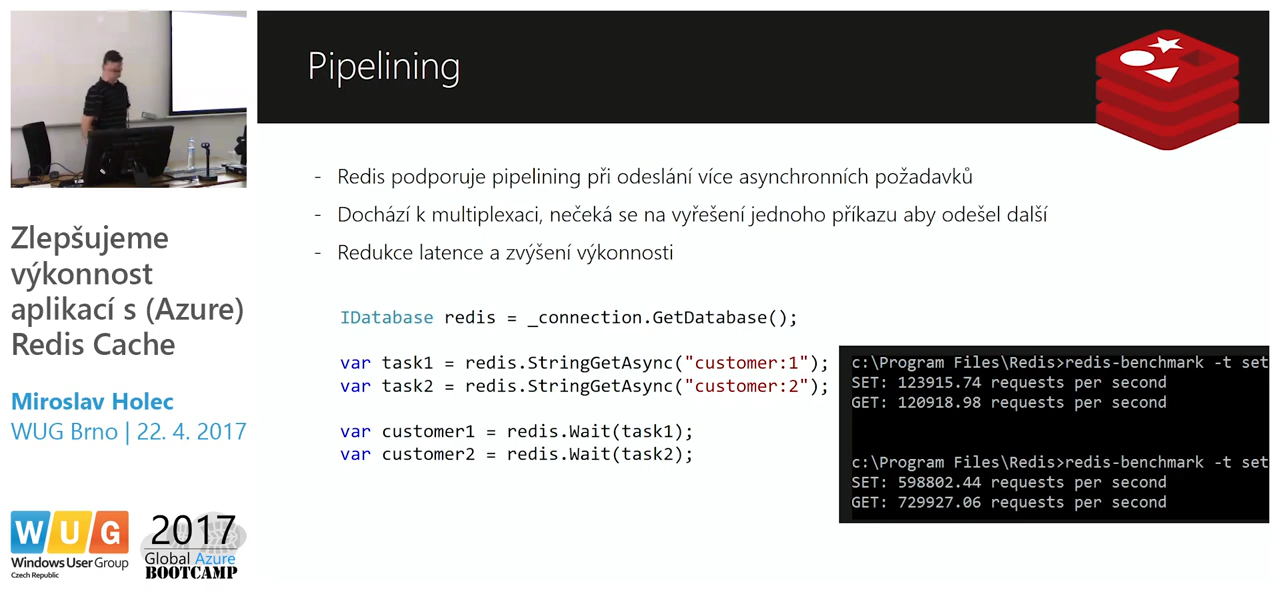 Pipelining
- Redis podporuje pipelining při odeslání více asynchronních požadavků
- Dochází k multiplexaci, nečeká se na vyřešení jednoho příkazu aby odešel další
- Redukce latence a zvýšení výkonnosti
IDatabase redis = _connection.GetDatabase();
var task1 = redis.StringGetAsync("customer:1");
var task2 = redis.StringGetAsync("customer:2");
var customer1 = redis.Wait(task1);
var customer2 = redis.Wait(task2);
c:\Program Files\Redis>redis-benchmark -t set
SET: 123915.74 requests per second
GET: 120918.98 requests per second
c:\Program Files\Redis>redis-benchmark -t set
SET: 598802.44 requests per second
GET: 729927.06 requests per second
Zlepšujeme
výkonnost
aplikací s (Azure)
Redis Cache
Miroslav Holec
WUG Brno | 22. 4. 2017
WUG
Windows User Group
Czech Republic
2017
Global Azure
BOOTCAMP